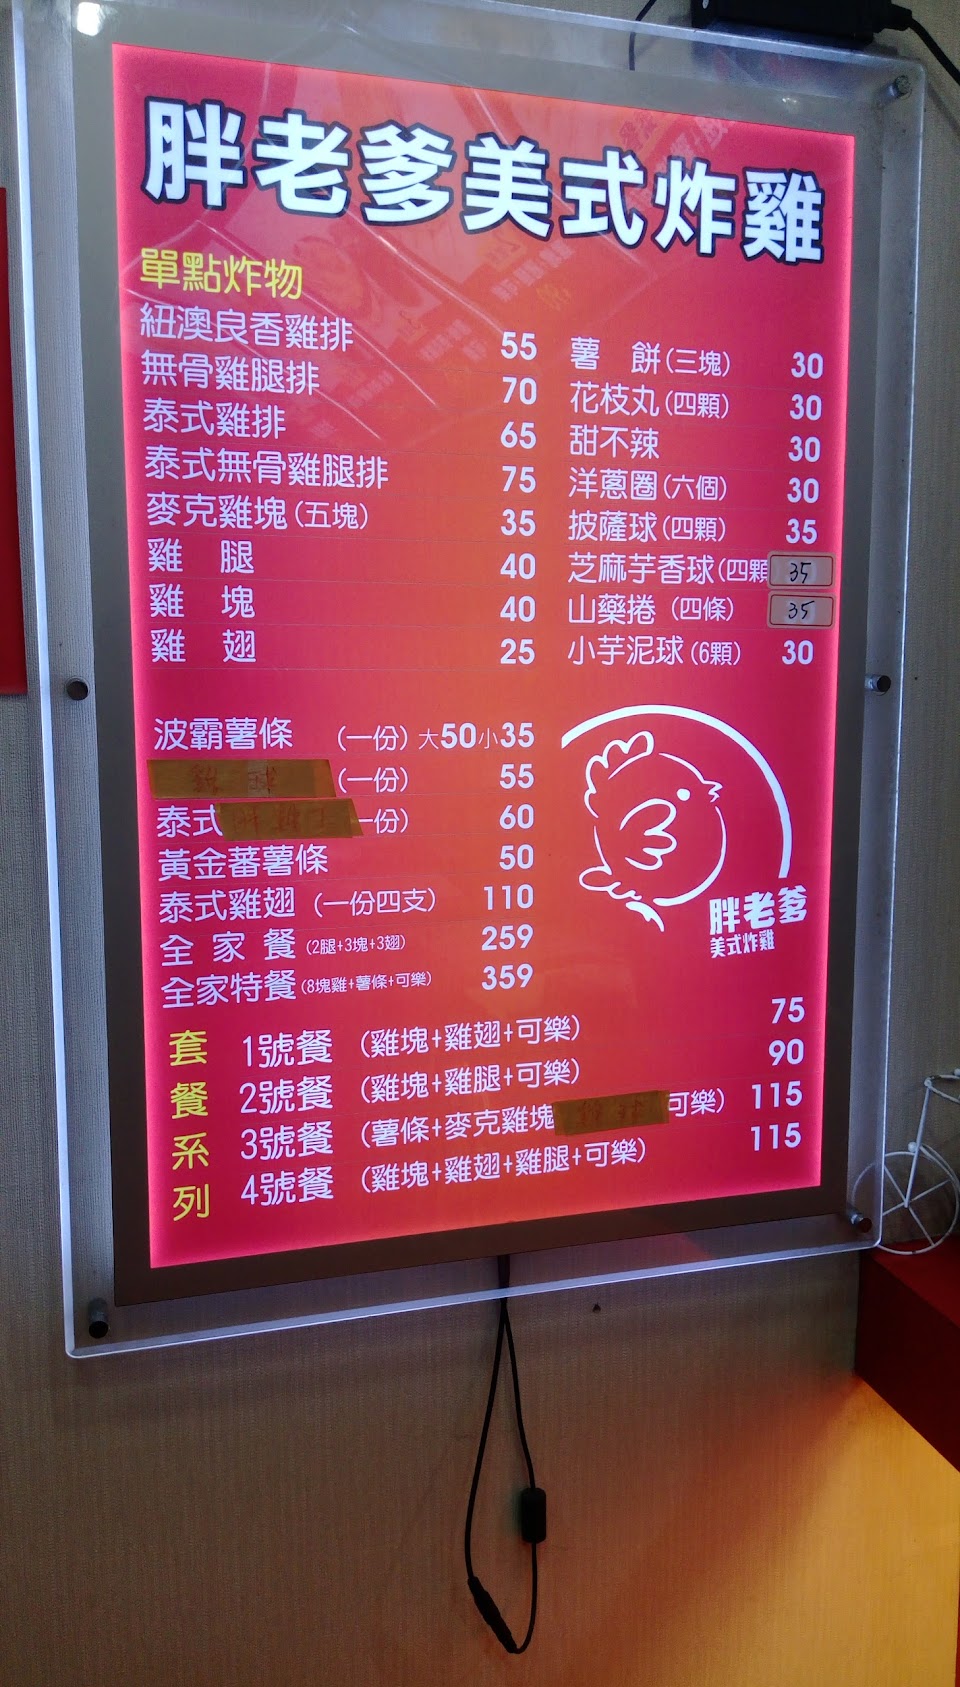 胖老爹美式炸雞
單點炸物
紐澳良香雞排 55
無骨雞腿排 70
泰式雞排 65
泰式無骨雞腿排 75
麥克雞塊(五塊) 35
雞 腿 40
雞 塊 40
雞 翅 25
薯 餅(三塊) 30
花枝丸(四顆) 30
甜不辣 30
洋蔥圈(六個) 30
披薩球(四顆) 35
芝麻芋香球(四顆 35
山藥捲 (四條) 35
小芋泥球(6顆) 30
波霸薯條 (一份) 大50小35
雞 球 (一份) 55
泰式 一份) 60
黃金蕃薯條 50
泰式雞翅 (一份四支) 110
全 家 餐 (2腿+3塊+3翅) 259
全家特餐(8塊雞+薯條+可樂) 359
胖老爹
美式炸雞
套餐系列
1號餐 (雞塊+雞翅+可樂) 75
2號餐 (雞塊+雞腿+可樂) 90
3號餐 (薯條+麥克雞塊 雞 球 可樂) 115
4號餐 (雞塊+雞翅+雞腿+可樂) 115